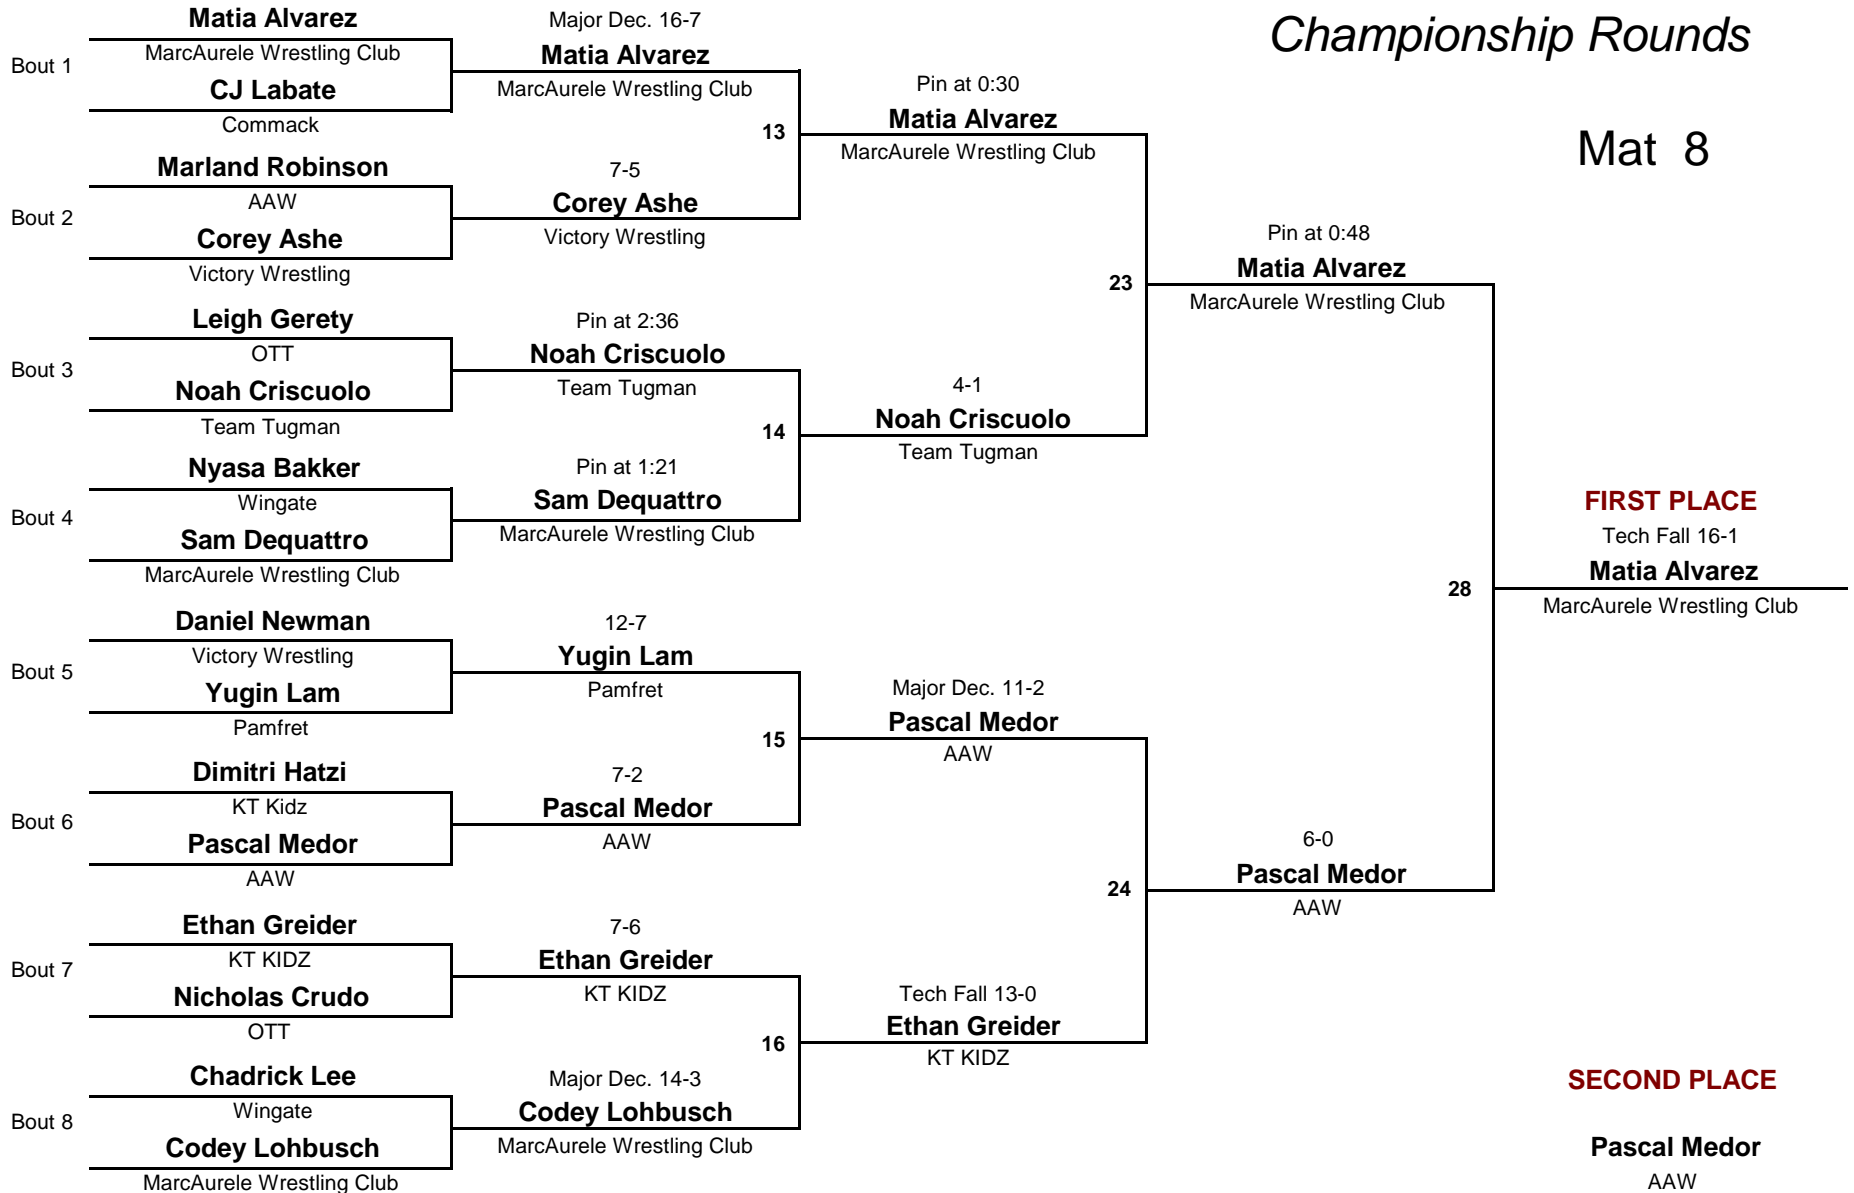 Championship Rounds
Mat 8
Bout 1
Matia Alvarez
MarcAurele Wrestling Club
CJ Labate
Commack
Bout 2
Marland Robinson
AAW
Corey Ashe
Victory Wrestling
Bout 3
Leigh Gerety
OTT
Noah Criscuolo
Team Tugman
Bout 4
Nyasa Bakker
Wingate
Sam Dequattro
MarcAurele Wrestling Club
Bout 5
Daniel Newman
Victory Wrestling
Yugin Lam
Pamfret
Bout 6
Dimitri Hatzi
KT Kidz
Pascal Medor
AAW
Bout 7
Ethan Greider
KT KIDZ
Nicholas Crudo
OTT
Bout 8
Chadrick Lee
Wingate
Codey Lohbusch
MarcAurele Wrestling Club
Major Dec. 16-7
Matia Alvarez
MarcAurele Wrestling Club
13
7-5
Corey Ashe
Victory Wrestling
Pin at 2:36
Noah Criscuolo
Team Tugman
14
Pin at 1:21
Sam Dequattro
MarcAurele Wrestling Club
12-7
Yugin Lam
Pamfret
15
7-2
Pascal Medor
AAW
7-6
Ethan Greider
KT KIDZ
16
Major Dec. 14-3
Codey Lohbusch
MarcAurele Wrestling Club
Pin at 0:30
Matia Alvarez
MarcAurele Wrestling Club
23
4-1
Noah Criscuolo
Team Tugman
Major Dec. 11-2
Pascal Medor
AAW
24
Tech Fall 13-0
Ethan Greider
KT KIDZ
Pin at 0:48
Matia Alvarez
MarcAurele Wrestling Club
28
6-0
Pascal Medor
AAW
FIRST PLACE
Tech Fall 16-1
Matia Alvarez
MarcAurele Wrestling Club
SECOND PLACE
Pascal Medor
AAW